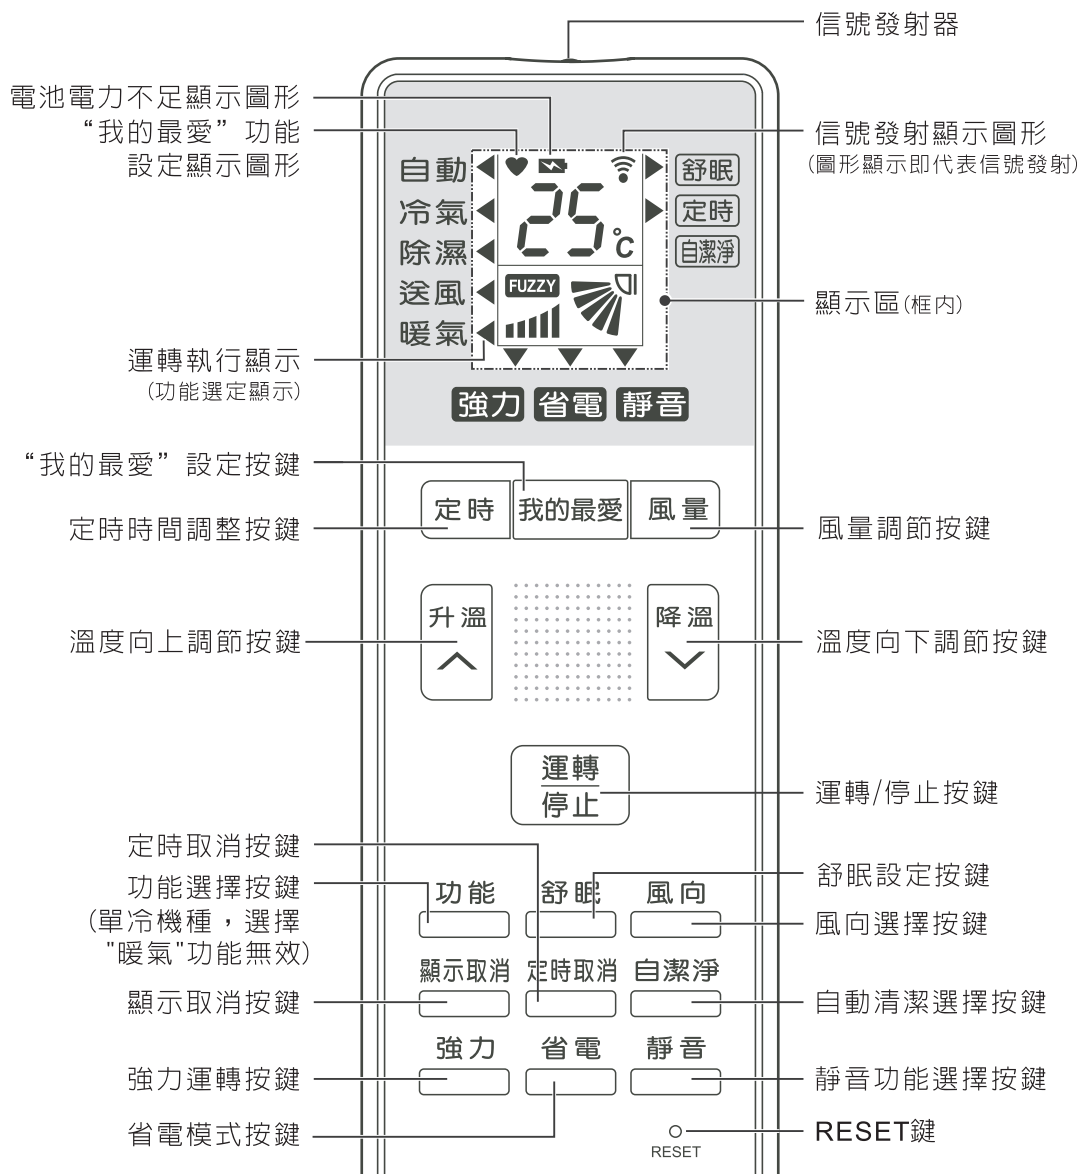 信號發射器
電池電力不足顯示圖形
“我的最愛”功能
設定顯示圖形
信號發射顯示圖形
(圖形顯示即代表信號發射)
自動
冷氣
除濕
送風
暖氣
25℃
FUZZY
舒眠
定時
自潔淨
顯示區(框內)
運轉執行顯示
(功能選定顯示)
強力 省電 靜音
“我的最愛”設定按鍵
定時 我的最愛 風量
定時時間調整按鍵
風量調節按鍵
升溫
降溫
溫度向上調節按鍵
溫度向下調節按鍵
運轉
停止
運轉/停止按鍵
定時取消按鍵
功能選擇按鍵
(單冷機種，選擇
"暖氣"功能無效)
功能 舒眠 風向
舒眠設定按鍵
風向選擇按鍵
顯示取消 定時取消 自潔淨
顯示取消按鍵
自動清潔選擇按鍵
強力 省電 靜音
強力運轉按鍵
靜音功能選擇按鍵
省電模式按鍵
RESET
RESET鍵